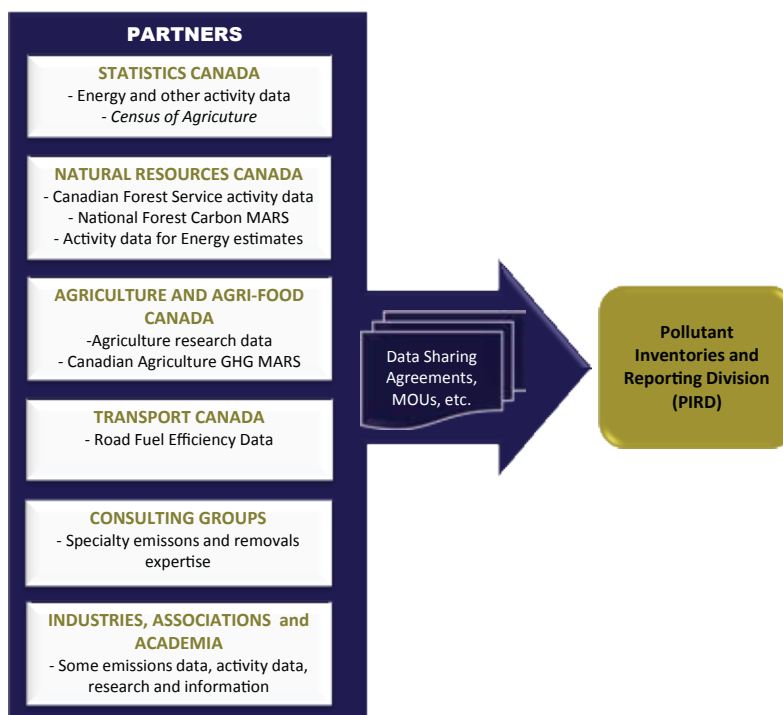 PARTNERS
STATISTICS CANADA
- Energy and other activity data
- Census of Agricuture
NATURAL RESOURCES CANADA
- Canadian Forest Service activity data
- National Forest Carbon MARS
- Activity data for Energy estimates
AGRICULTURE AND AGRI-FOOD
CANADA
-Agriculture research data
- Canadian Agriculture GHG MARS
TRANSPORT CANADA
- Road Fuel Efficiency Data
CONSULTING GROUPS
- Specialty emissons and removals
expertise
INDUSTRIES, ASSOCIATIONS and
ACADEMIA
- Some emissions data, activity data,
research and information
Data Sharing
Agreements,
MOUs, etc.
Pollutant
Inventories and
Reporting Division
(PIRD)